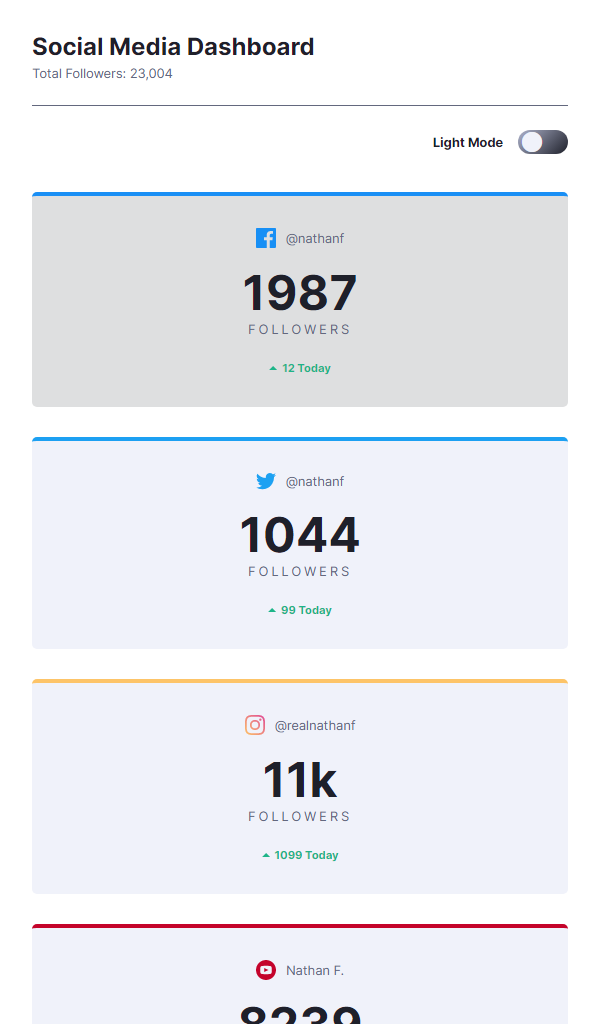 Social Media Dashboard
Total Followers: 23,004
Light Mode
@nathanf
1987
FOLLOWERS
12 Today
@nathanf
1044
FOLLOWERS
99 Today
@realnathanf
11k
FOLLOWERS
1099 Today
Nathan F.
8239